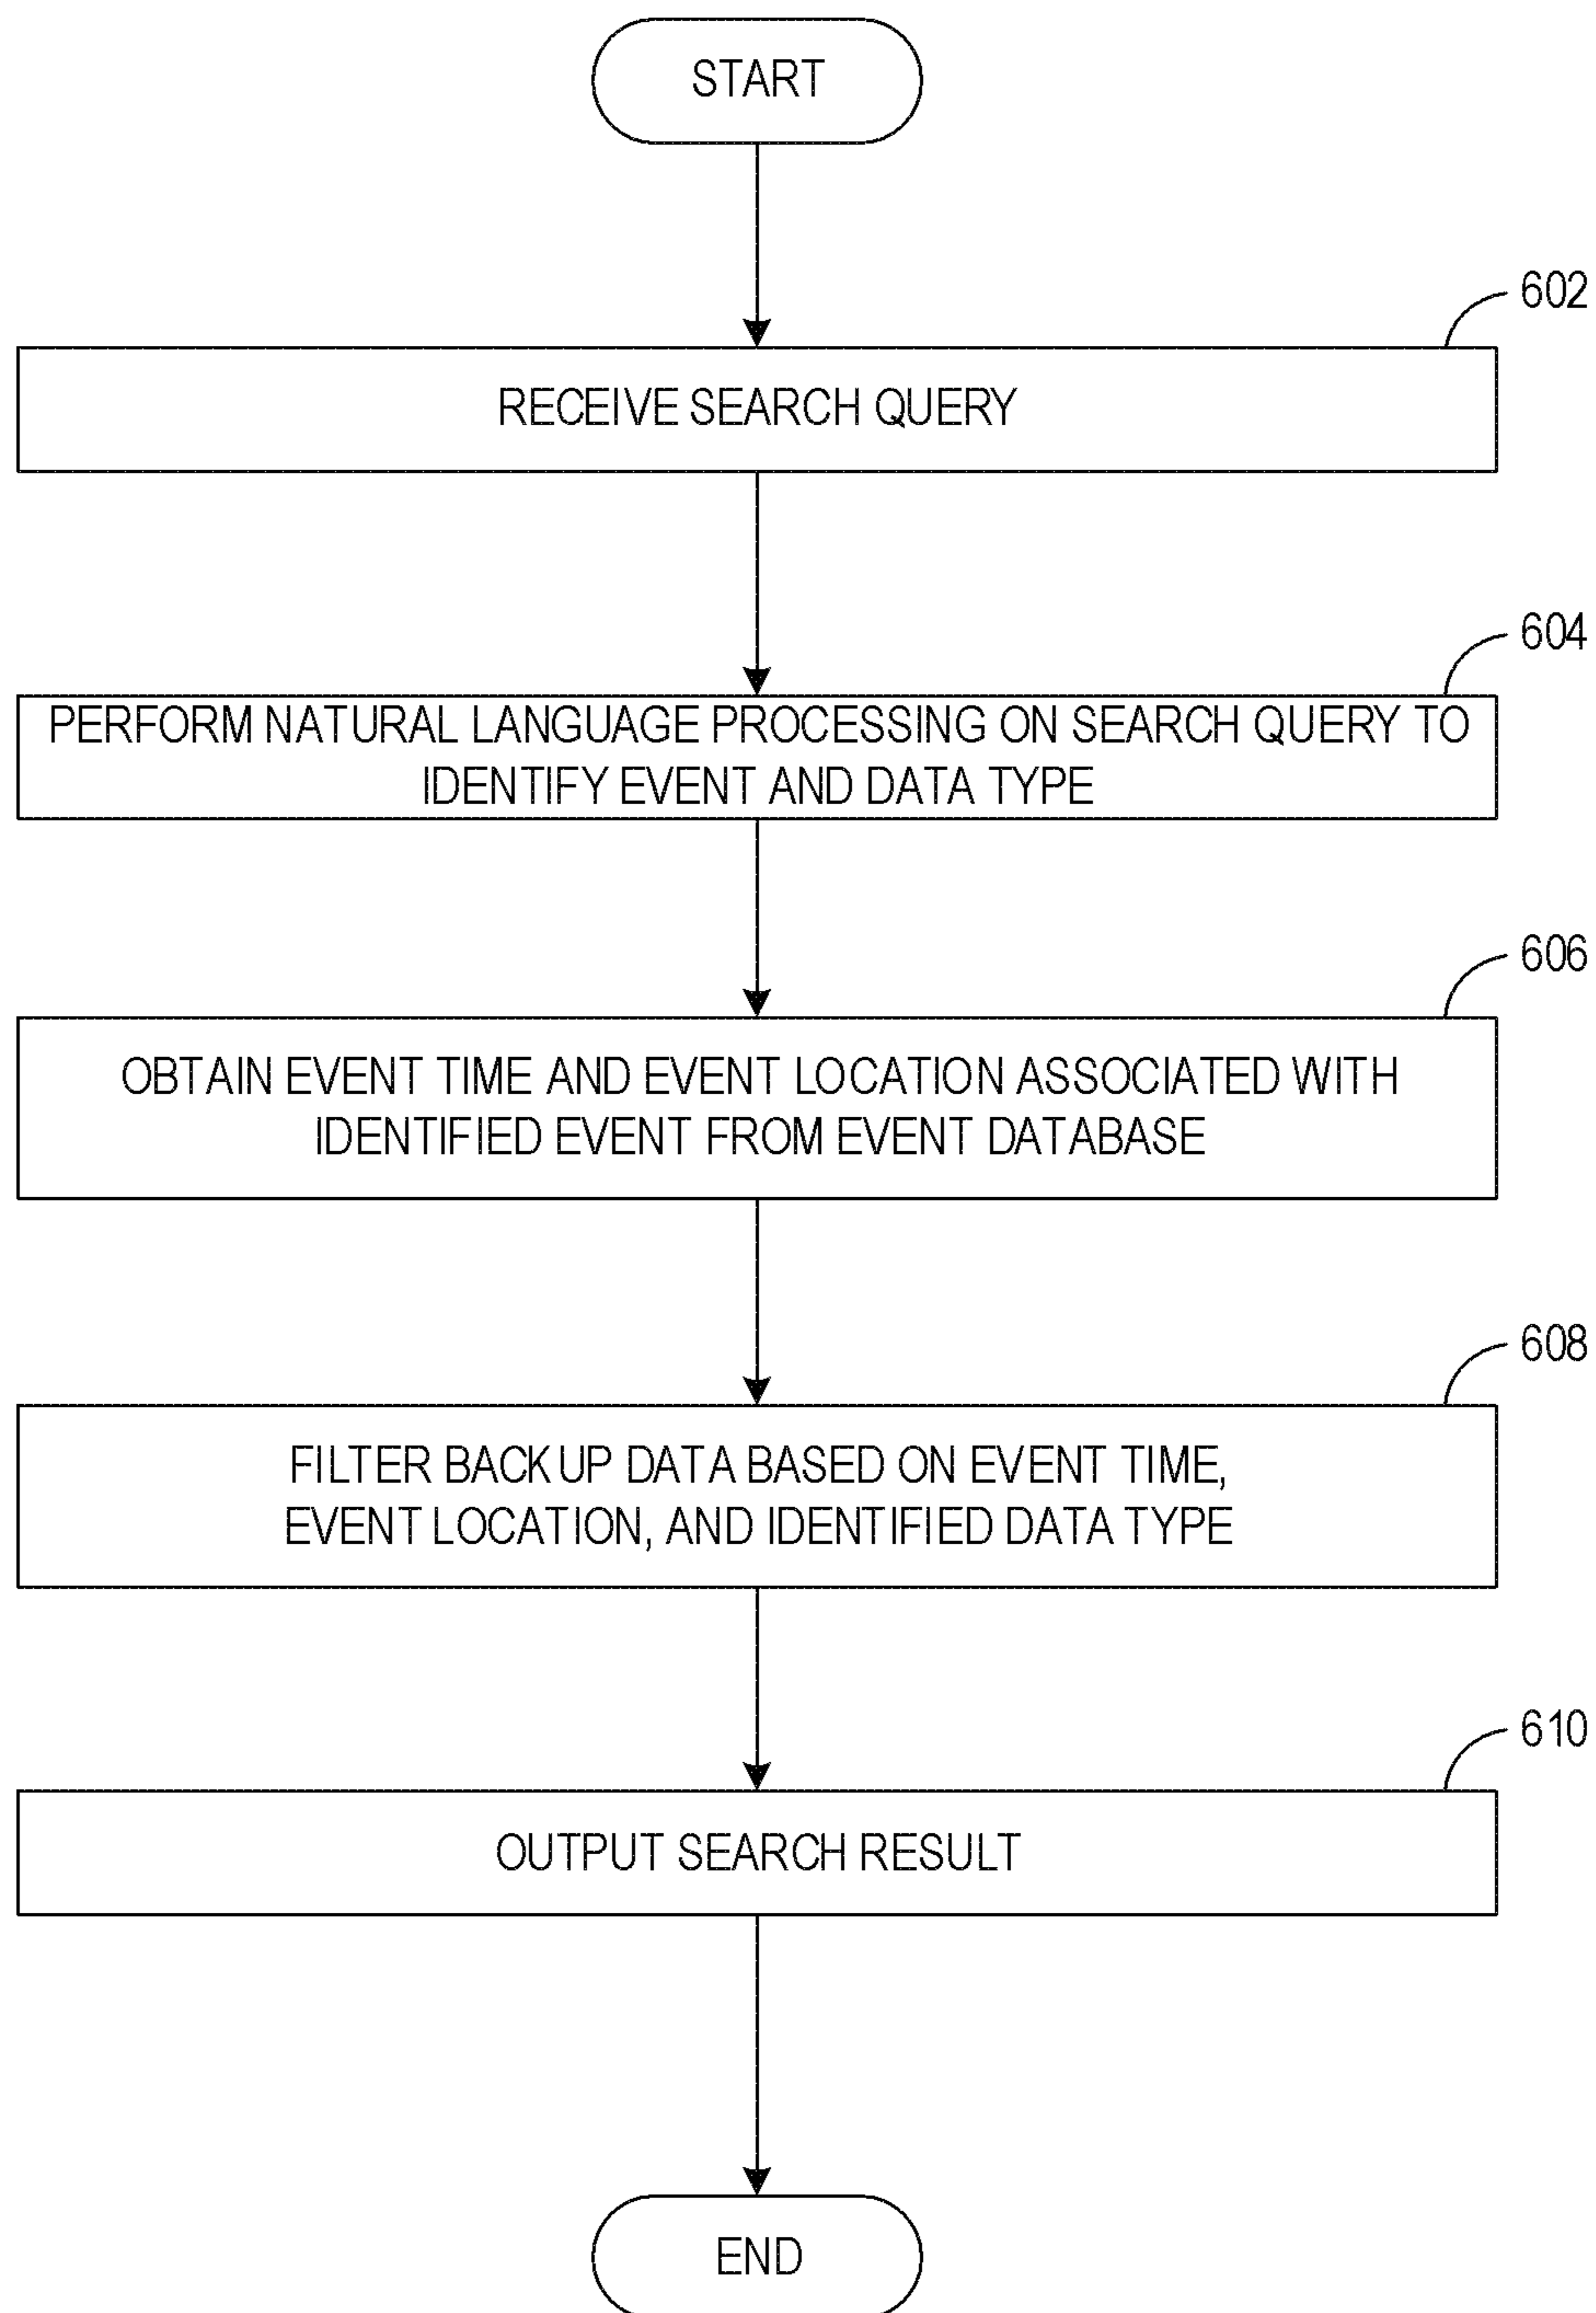 START
602
RECEIVE SEARCH QUERY
604
PERFORM NATURAL LANGUAGE PROCESSING ON SEARCH QUERY TO
IDENTIFY EVENT AND DATA TYPE
606
OBTAIN EVENT TIME AND EVENT LOCATION ASSOCIATED WITH
IDENTIFIED EVENT FROM EVENT DATABASE
608
FILTER BACKUP DATA BASED ON EVENT TIME,
EVENT LOCATION, AND IDENTIFIED DATA TYPE
610
OUTPUT SEARCH RESULT
END